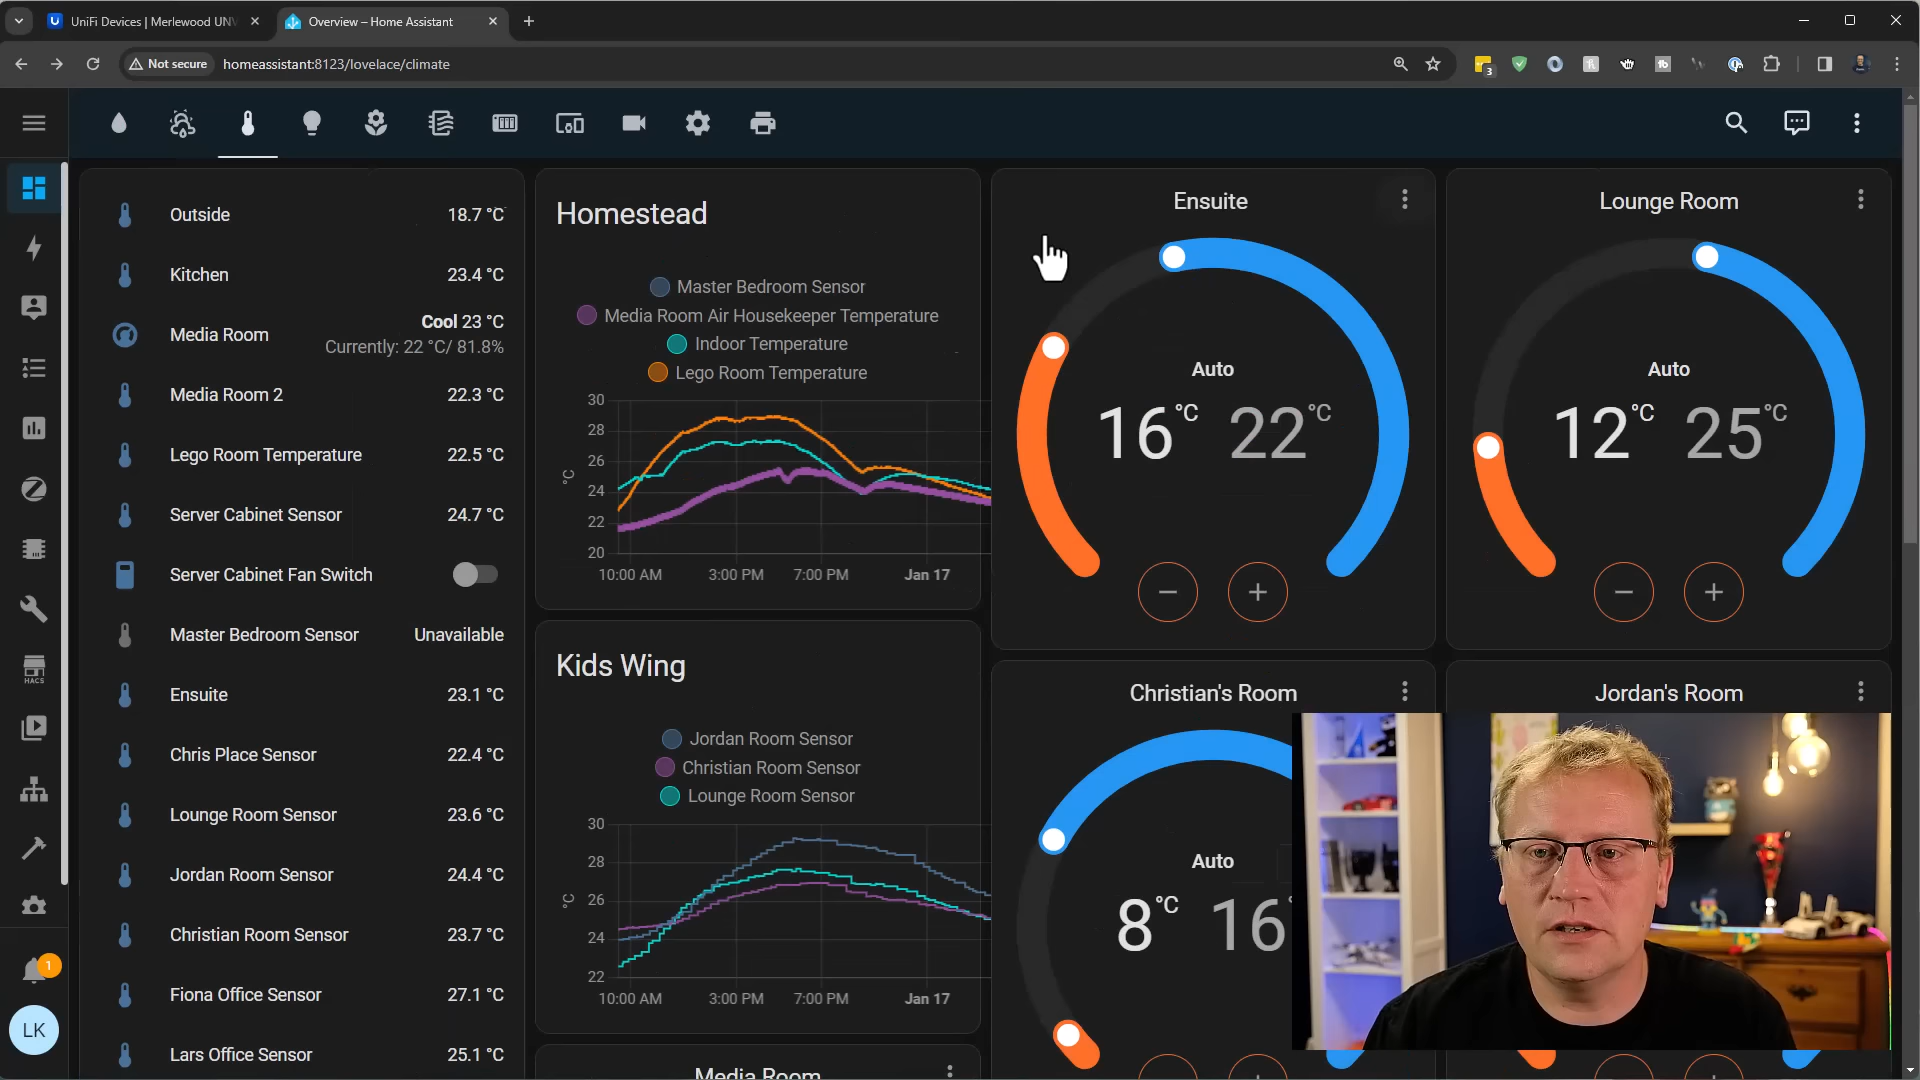 UniFi Devices | Merlewood UNV
Overview – Home Assistant
Not secure
homeassistant:8123/lovelace/climate
3
Outside 18.7 °C
Kitchen 23.4 °C
Media Room Cool 23 °C
Currently: 22 °C/ 81.8%
Media Room 2 22.3 °C
Lego Room Temperature 22.5 °C
Server Cabinet Sensor 24.7 °C
Server Cabinet Fan Switch
Master Bedroom Sensor Unavailable
Ensuite 23.1 °C
Chris Place Sensor 22.4 °C
Lounge Room Sensor 23.6 °C
Jordan Room Sensor 24.4 °C
Christian Room Sensor 23.7 °C
Fiona Office Sensor 27.1 °C
Lars Office Sensor 25.1 °C
HACS
1
LK
Homestead
Master Bedroom Sensor
Media Room Air Housekeeper Temperature
Indoor Temperature
Lego Room Temperature
30
28
26
24
22
20
°C
10:00 AM 3:00 PM 7:00 PM Jan 17
Kids Wing
Jordan Room Sensor
Christian Room Sensor
Lounge Room Sensor
30
28
26
24
22
°C
10:00 AM 3:00 PM 7:00 PM Jan 17
Media Room
Ensuite
Auto
16 °C 22 °C
Lounge Room
Auto
12 °C 25 °C
Christian's Room
Auto
8 °C 16
Jordan's Room